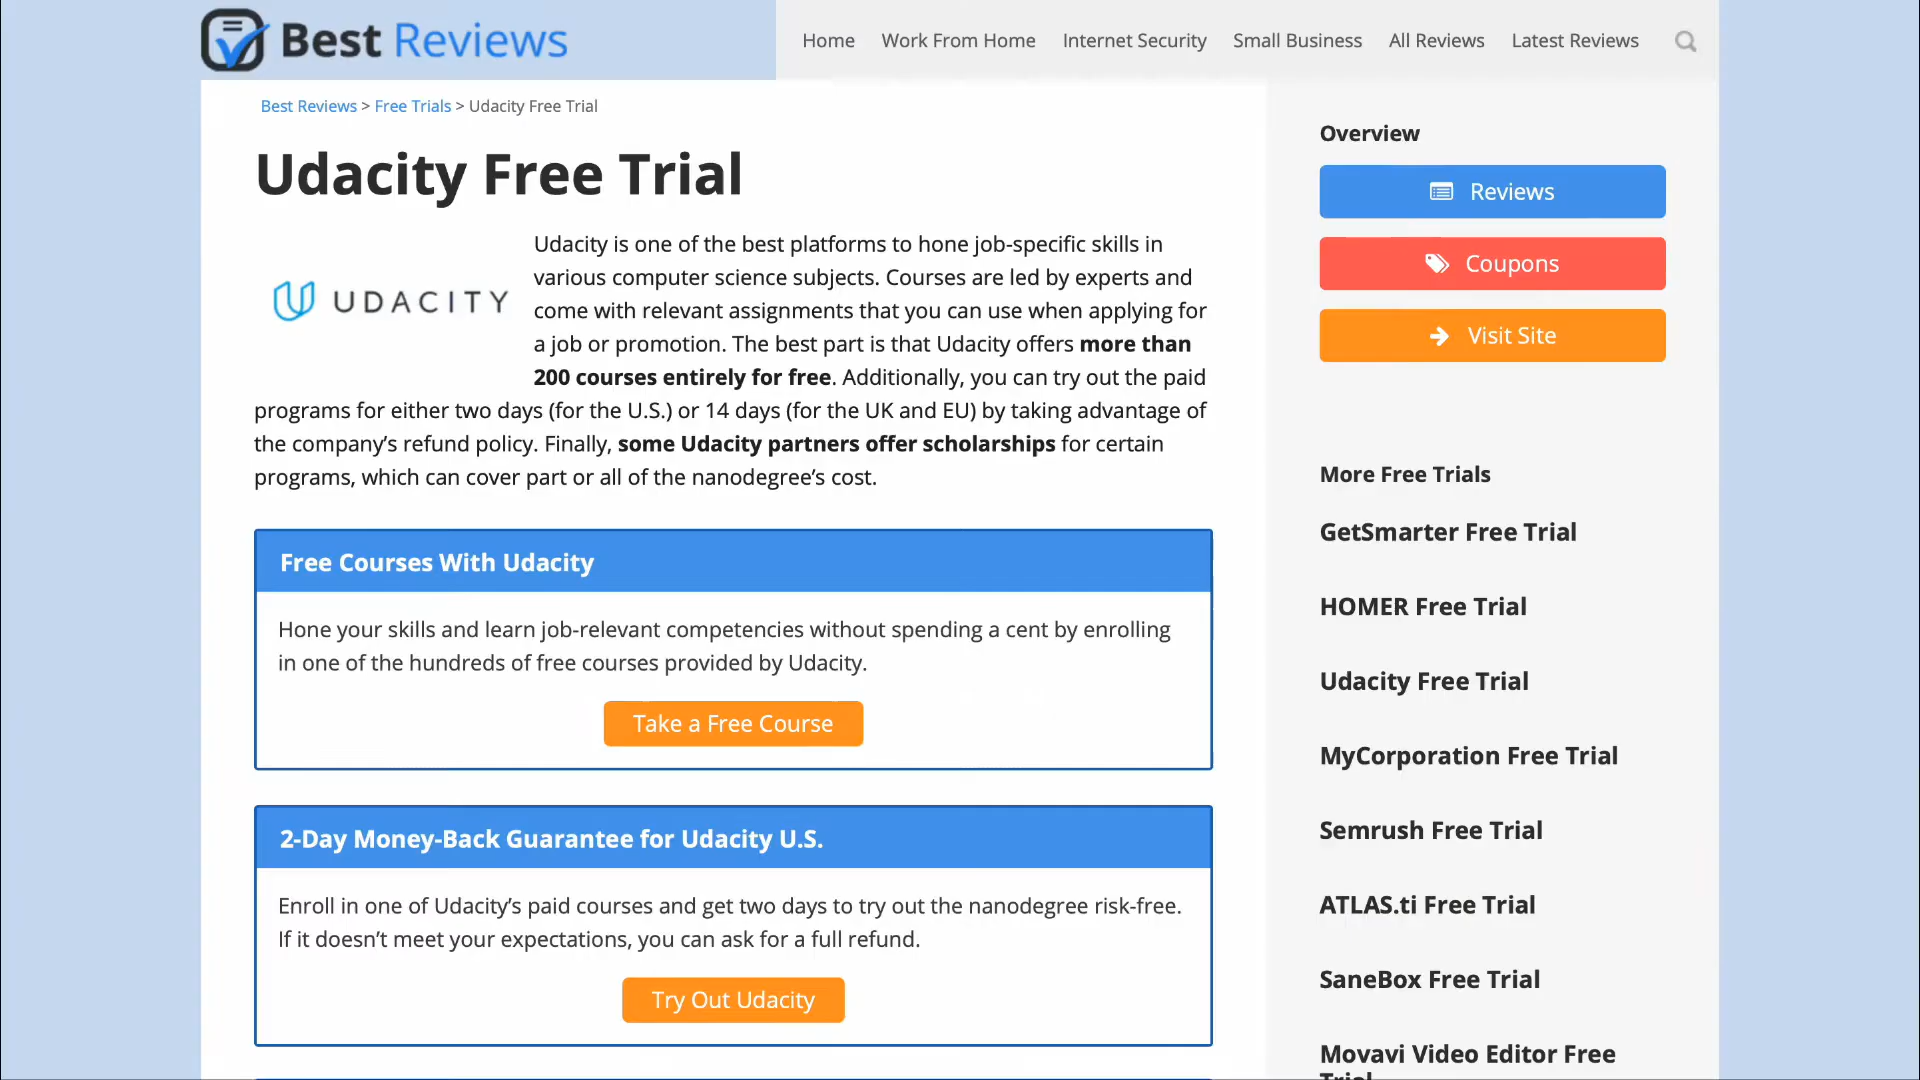 Best Reviews
Home
Work From Home
Internet Security
Small Business
All Reviews
Latest Reviews
Best Reviews > Free Trials > Udacity Free Trial
Udacity Free Trial
UDACITY
Udacity is one of the best platforms to hone job-specific skills in
various computer science subjects. Courses are led by experts and
come with relevant assignments that you can use when applying for
a job or promotion. The best part is that Udacity offers more than
200 courses entirely for free. Additionally, you can try out the paid
programs for either two days (for the U.S.) or 14 days (for the UK and EU) by taking advantage of
the company’s refund policy. Finally, some Udacity partners offer scholarships for certain
programs, which can cover part or all of the nanodegree’s cost.
Free Courses With Udacity
Hone your skills and learn job-relevant competencies without spending a cent by enrolling
in one of the hundreds of free courses provided by Udacity.
Take a Free Course
2-Day Money-Back Guarantee for Udacity U.S.
Enroll in one of Udacity’s paid courses and get two days to try out the nanodegree risk-free.
If it doesn’t meet your expectations, you can ask for a full refund.
Try Out Udacity
Overview
Reviews
Coupons
Visit Site
More Free Trials
GetSmarter Free Trial
HOMER Free Trial
Udacity Free Trial
MyCorporation Free Trial
Semrush Free Trial
ATLAS.ti Free Trial
SaneBox Free Trial
Movavi Video Editor Free
Trial